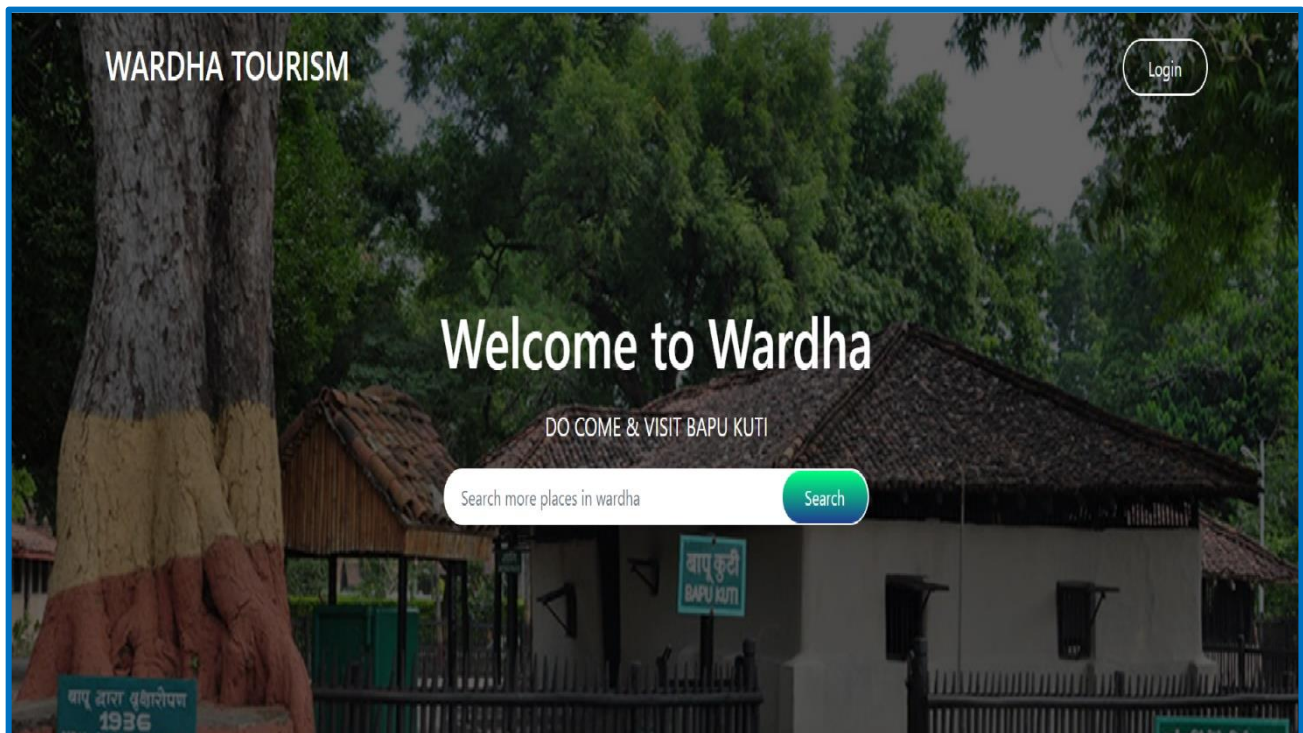 WARDHA TOURISM
Login
Welcome to Wardha
DO COME & VISIT BAPU KUTI
Search more places in wardha
Search
बापू कुटी
BAPU KUTI
बापू द्वारा वृक्षारोपण
1936